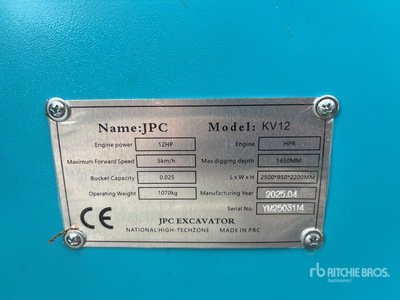 Name:JPC Model: KV12
Engine power 12HP Engine: HPR
Maximum Forward Speed 5km/h Max digging depth 1650MM
Bucket Capacity 0.025 L x W x H 2500*950*2200MM
Operating Weight 1070kg Manufacturing Year 2025.04
Serial No. YM2503114
CE
JPC EXCAVATOR
NATIONAL HIGH-TECHZONE MADE IN PRC
rb RITCHIE BROS.
Auctioneers